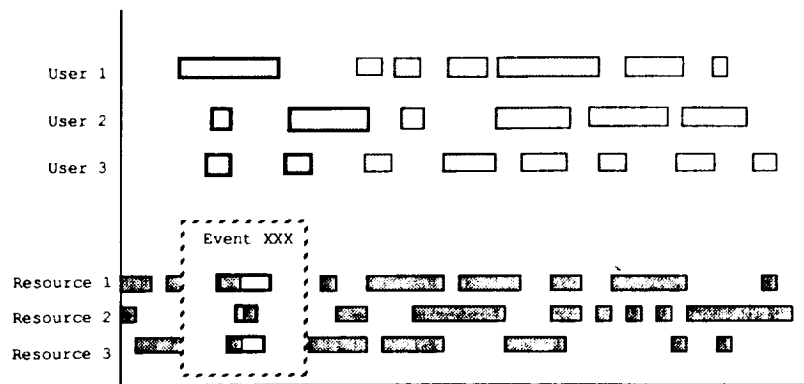 User 1
User 2
User 3
Event XXX
Resource 1
Resource 2
Resource 3